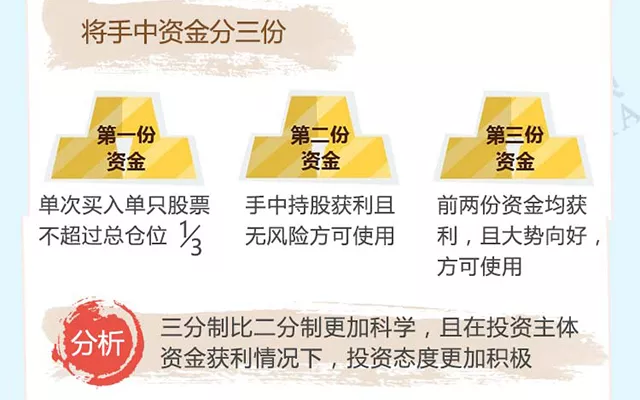 将手中资金分三份
第一份
资金
单次买入单只股票
不超过总仓位 1/3
第二份
资金
手中持股获利且
无风险方可使用
第三份
资金
前两份资金均获
利，且大势向好，
方可使用
分析
三分制比二分制更加科学，且在投资主体
资金获利情况下，投资态度更加积极